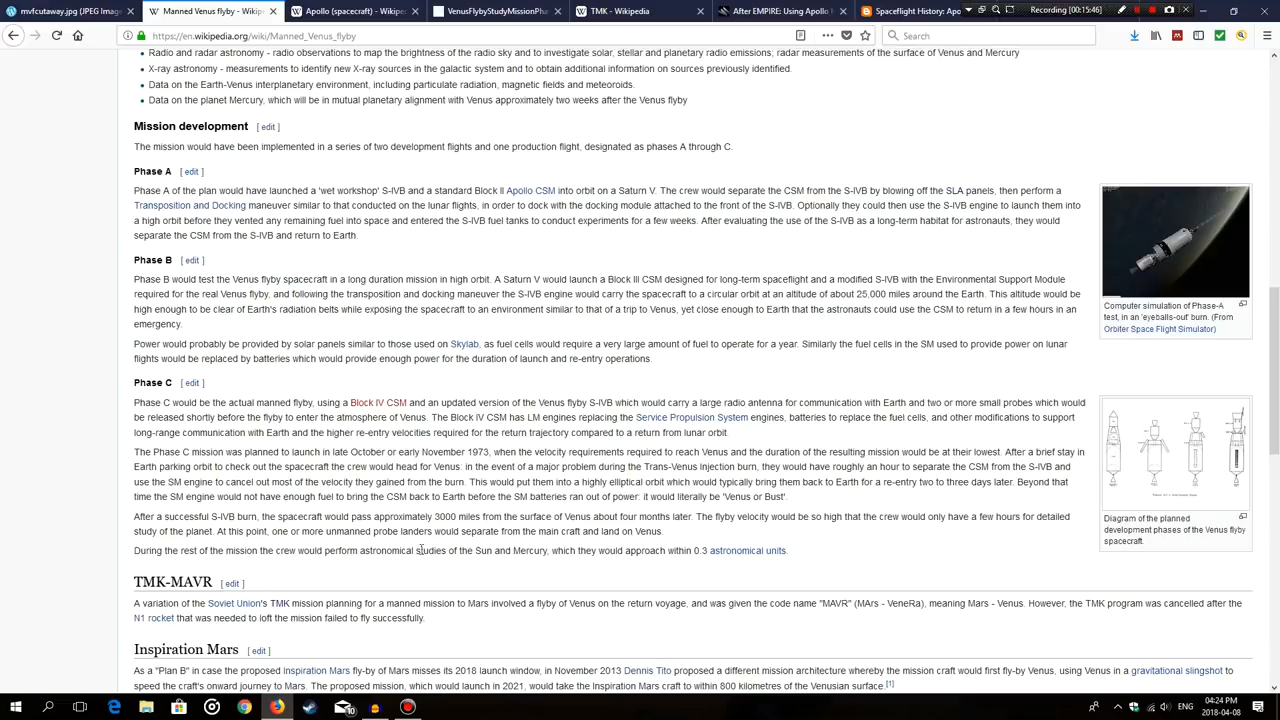 mvfcutaway.jpg (JPEG Image
Manned Venus flyby - Wikip
Apollo (spacecraft) - Wikiped
VenusFlybyStudyMissionPha
TMK - Wikipedia
After EMPIRE: Using Apollo
Spaceflight History: Apo
Recording
00:15:46
https://en.wikipedia.org/wiki/Manned_Venus_flyby
Search
Radio and radar astronomy - radio observations to map the brightness of the radio sky and to investigate solar, stellar and planetary radio emissions; radar measurements of the surface of Venus and Mercury
X-ray astronomy - measurements to identify new X-ray sources in the galactic system and to obtain additional information on sources previously identified.
Data on the Earth-Venus interplanetary environment, including particulate radiation, magnetic fields and meteoroids.
Data on the planet Mercury, which will be in mutual planetary alignment with Venus approximately two weeks after the Venus flyby
Mission development [ edit ]
The mission would have been implemented in a series of two development flights and one production flight, designated as phases A through C.
Phase A [ edit ]
Phase A of the plan would have launched a 'wet workshop' S-IVB and a standard Block II Apollo CSM into orbit on a Saturn V. The crew would separate the CSM from the S-IVB by blowing off the SLA panels, then perform a
Transposition and Docking maneuver similar to that conducted on the lunar flights, in order to dock with the docking module attached to the front of the S-IVB. Optionally they could then use the S-IVB engine to launch them into
a high orbit before they vented any remaining fuel into space and entered the S-IVB fuel tanks to conduct experiments for a few weeks. After evaluating the use of the S-IVB as a long-term habitat for astronauts, they would
separate the CSM from the S-IVB and return to Earth.
Computer simulation of Phase-A
test, in an 'eyeballs-out' burn. (From
Orbiter Space Flight Simulator)
Phase B [ edit ]
Phase B would test the Venus flyby spacecraft in a long duration mission in high orbit. A Saturn V would launch a Block III CSM designed for long-term spaceflight and a modified S-IVB with the Environmental Support Module
required for the real Venus flyby, and following the transposition and docking maneuver the S-IVB engine would carry the spacecraft to a circular orbit at an altitude of about 25,000 miles around the Earth. This altitude would be
high enough to be clear of Earth's radiation belts while exposing the spacecraft to an environment similar to that of a trip to Venus, yet close enough to Earth that the astronauts could use the CSM to return in a few hours in an
emergency.
Power would probably be provided by solar panels similar to those used on Skylab, as fuel cells would require a very large amount of fuel to operate for a year. Similarly the fuel cells in the SM used to provide power on lunar
flights would be replaced by batteries which would provide enough power for the duration of launch and re-entry operations.
Phase C [ edit ]
Phase C would be the actual manned flyby, using a Block IV CSM and an updated version of the Venus flyby S-IVB which would carry a large radio antenna for communication with Earth and two or more small probes which would
be released shortly before the flyby to enter the atmosphere of Venus. The Block IV CSM has LM engines replacing the Service Propulsion System engines, batteries to replace the fuel cells, and other modifications to support
long-range communication with Earth and the higher re-entry velocities required for the return trajectory compared to a return from lunar orbit.
The Phase C mission was planned to launch in late October or early November 1973, when the velocity requirements required to reach Venus and the duration of the resulting mission would be at their lowest. After a brief stay in
Earth parking orbit to check out the spacecraft the crew would head for Venus: in the event of a major problem during the Trans-Venus Injection burn, they would have roughly an hour to separate the CSM from the S-IVB and
use the SM engine to cancel out most of the velocity they gained from the burn. This would put them into a highly elliptical orbit which would typically bring them back to Earth for a re-entry two to three days later. Beyond that
time the SM engine would not have enough fuel to bring the CSM back to Earth before the SM batteries ran out of power: it would literally be 'Venus or Bust'.
After a successful S-IVB burn, the spacecraft would pass approximately 3000 miles from the surface of Venus about four months later. The flyby velocity would be so high that the crew would only have a few hours for detailed
study of the planet. At this point, one or more unmanned probe landers would separate from the main craft and land on Venus.
During the rest of the mission the crew would perform astronomical studies of the Sun and Mercury, which they would approach within 0.3 astronomical units.
Diagram of the planned
development phases of the Venus flyby
spacecraft.
TMK-MAVR [ edit ]
A variation of the Soviet Union's TMK mission planning for a manned mission to Mars involved a flyby of Venus on the return voyage, and was given the code name "MAVR" (MArs - VeneRa), meaning Mars - Venus. However, the TMK program was cancelled after the
N1 rocket that was needed to loft the mission failed to fly successfully.
Inspiration Mars [ edit ]
As a "Plan B" in case the proposed Inspiration Mars fly-by of Mars misses its 2018 launch window, in November 2013 Dennis Tito proposed a different mission architecture whereby the mission craft would first fly-by Venus, using Venus in a gravitational slingshot to
speed the craft's onward journey to Mars. The proposed mission, which would launch in 2021, would take the Inspiration Mars craft to within 800 kilometres of the Venusian surface.[1]
ENG
04:24 PM
2018-04-08